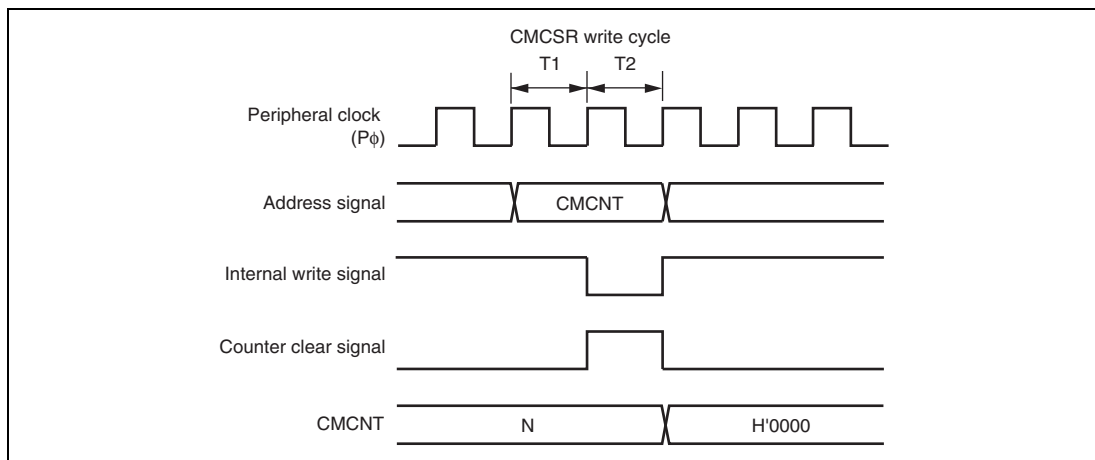 CMCSR write cycle
T1 T2
Peripheral clock
(Pϕ)
Address signal CMCNT
Internal write signal
Counter clear signal
CMCNT N H'0000